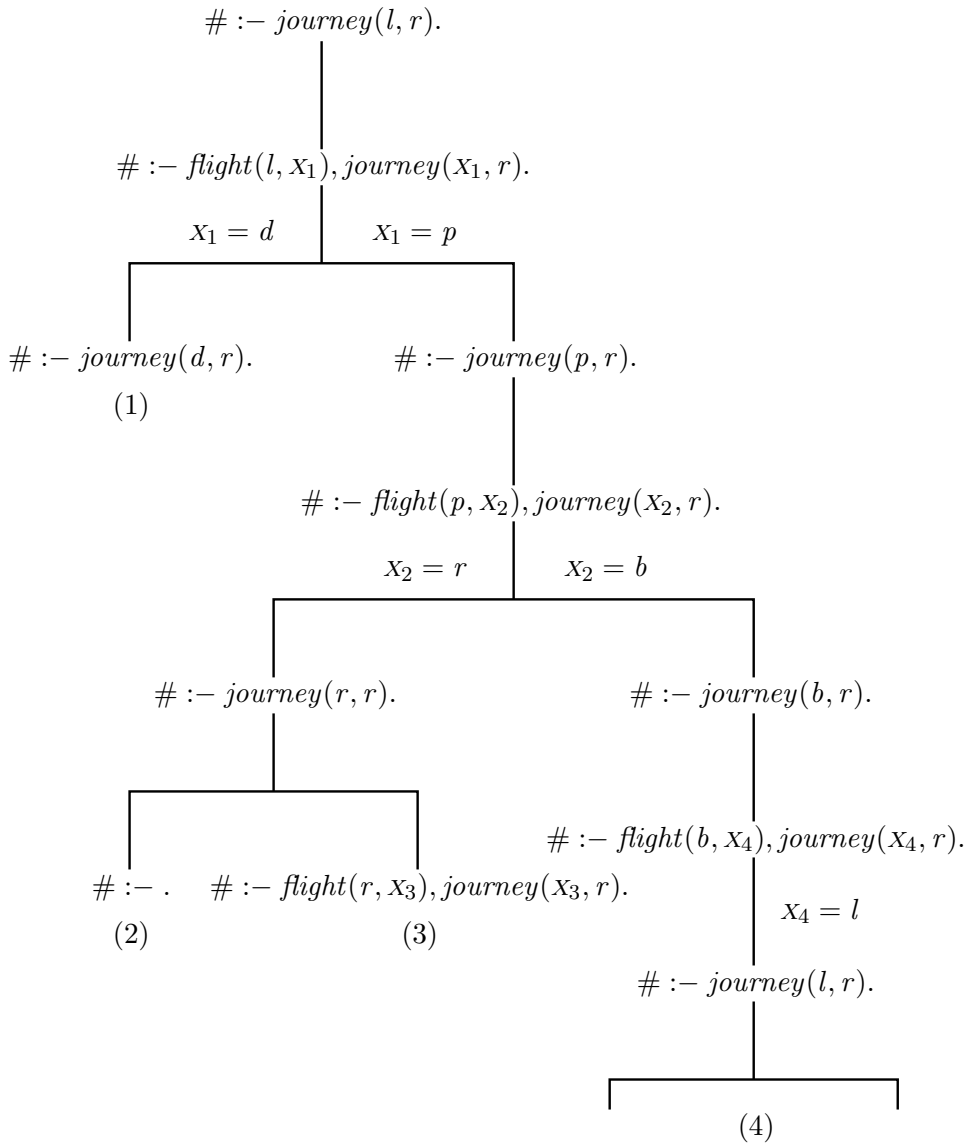 # :– journey(l, r).
# :– flight(l, x₁), journey(x₁, r).
x₁ = d
x₁ = p
# :– journey(d, r).
# :– journey(p, r).
(1)
# :– flight(p, x₂), journey(x₂, r).
x₂ = r
x₂ = b
# :– journey(r, r).
# :– journey(b, r).
# :– flight(b, x₄), journey(x₄, r).
# :– .
# :– flight(r, x₃), journey(x₃, r).
x₄ = l
(2)
(3)
# :– journey(l, r).
(4)